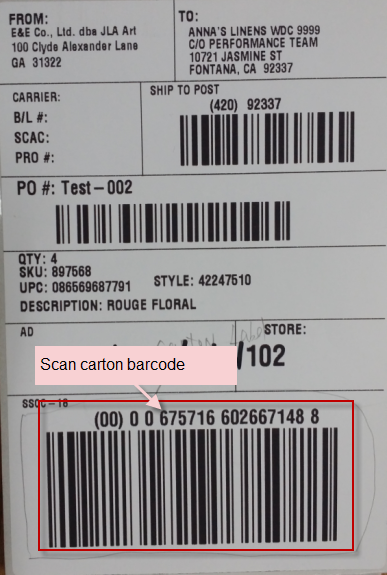 FROM:
E&E Co., Ltd. dba JLA Art
100 Clyde Alexander Lane
GA 31322
TO:
ANNA'S LINENS WDC 9999
C/O PERFORMANCE TEAM
10721 JASMINE ST
FONTANA, CA 92337
CARRIER:
B/L #:
SCAC:
PRO #:
SHIP TO POST
(420) 92337
PO #: Test-002
QTY: 4
SKU: 897568
UPC: 086569687791
STYLE: 42247510
DESCRIPTION: ROUGE FLORAL
AD
STORE:
/102
Scan carton barcode
SSCC-18
(00) 0 0 675716 602667148 8